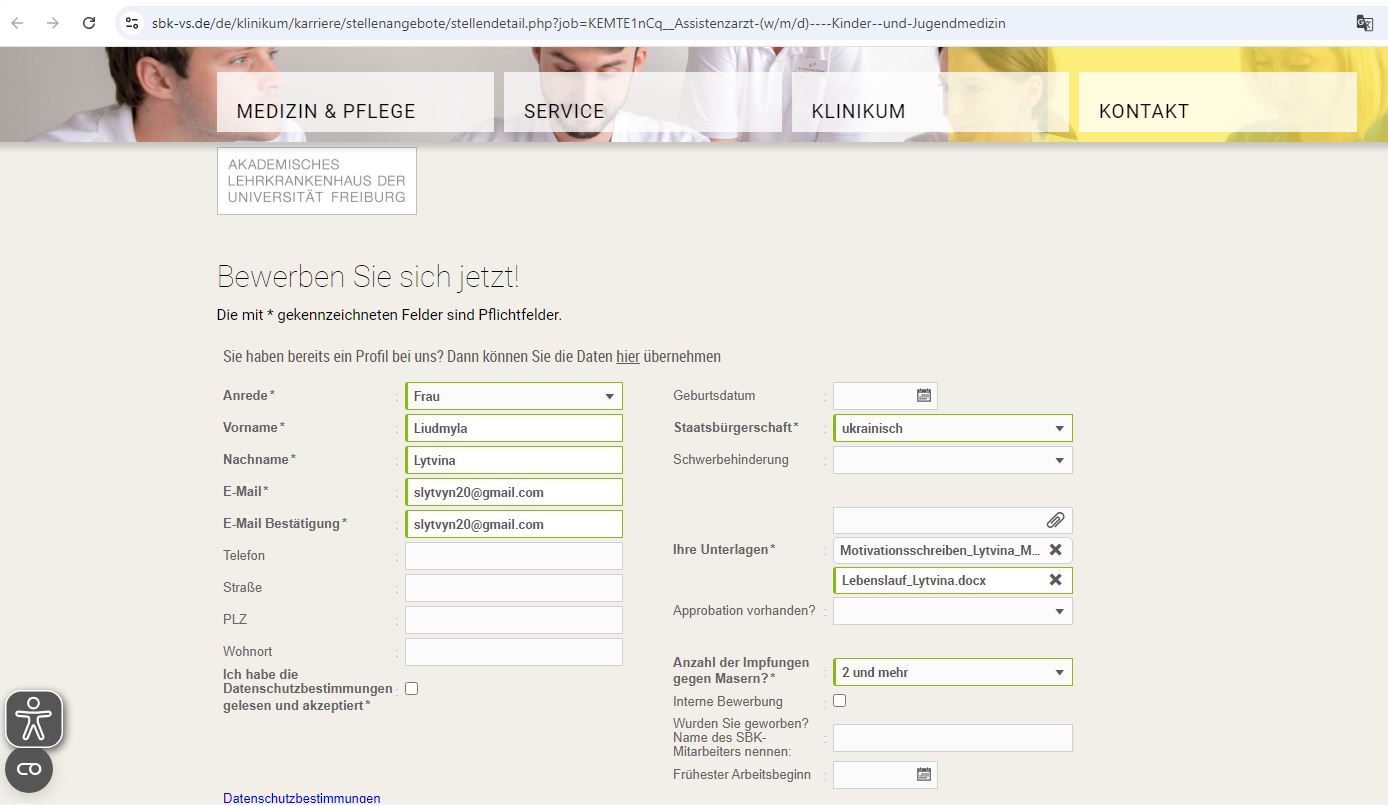 sbk-vs.de/de/klinikum/karriere/stellenangebote/stellendetail.php?job=KEMTE1nCq__Assistenzarzt-(w/m/d)----Kinder--und-Jugendmedizin
MEDIZIN & PFLEGE
SERVICE
KLINIKUM
KONTAKT
AKADEMISCHES
LEHRKRANKENHAUS DER
UNIVERSITÄT FREIBURG
Bewerben Sie sich jetzt!
Die mit * gekennzeichneten Felder sind Pflichtfelder.
Sie haben bereits ein Profil bei uns? Dann können Sie die Daten hier übernehmen
Anrede* : Frau
Vorname* : Liudmyla
Nachname* : Lytvina
E-Mail* : slytvyn20@gmail.com
E-Mail Bestätigung* : slytvyn20@gmail.com
Telefon :
Straße :
PLZ :
Wohnort :
Ich habe die
Datenschutzbestimmungen :
gelesen und akzeptiert*
Datenschutzbestimmungen
Geburtsdatum :
Staatsbürgerschaft* : ukrainisch
Schwerbehinderung :
Ihre Unterlagen* : Motivationsschreiben_Lytvina_M...
Lebenslauf_Lytvina.docx
Approbation vorhanden? :
Anzahl der Impfungen
gegen Masern?* : 2 und mehr
Interne Bewerbung :
Wurden Sie geworben?
Name des SBK- :
Mitarbeiters nennen:
Frühester Arbeitsbeginn :